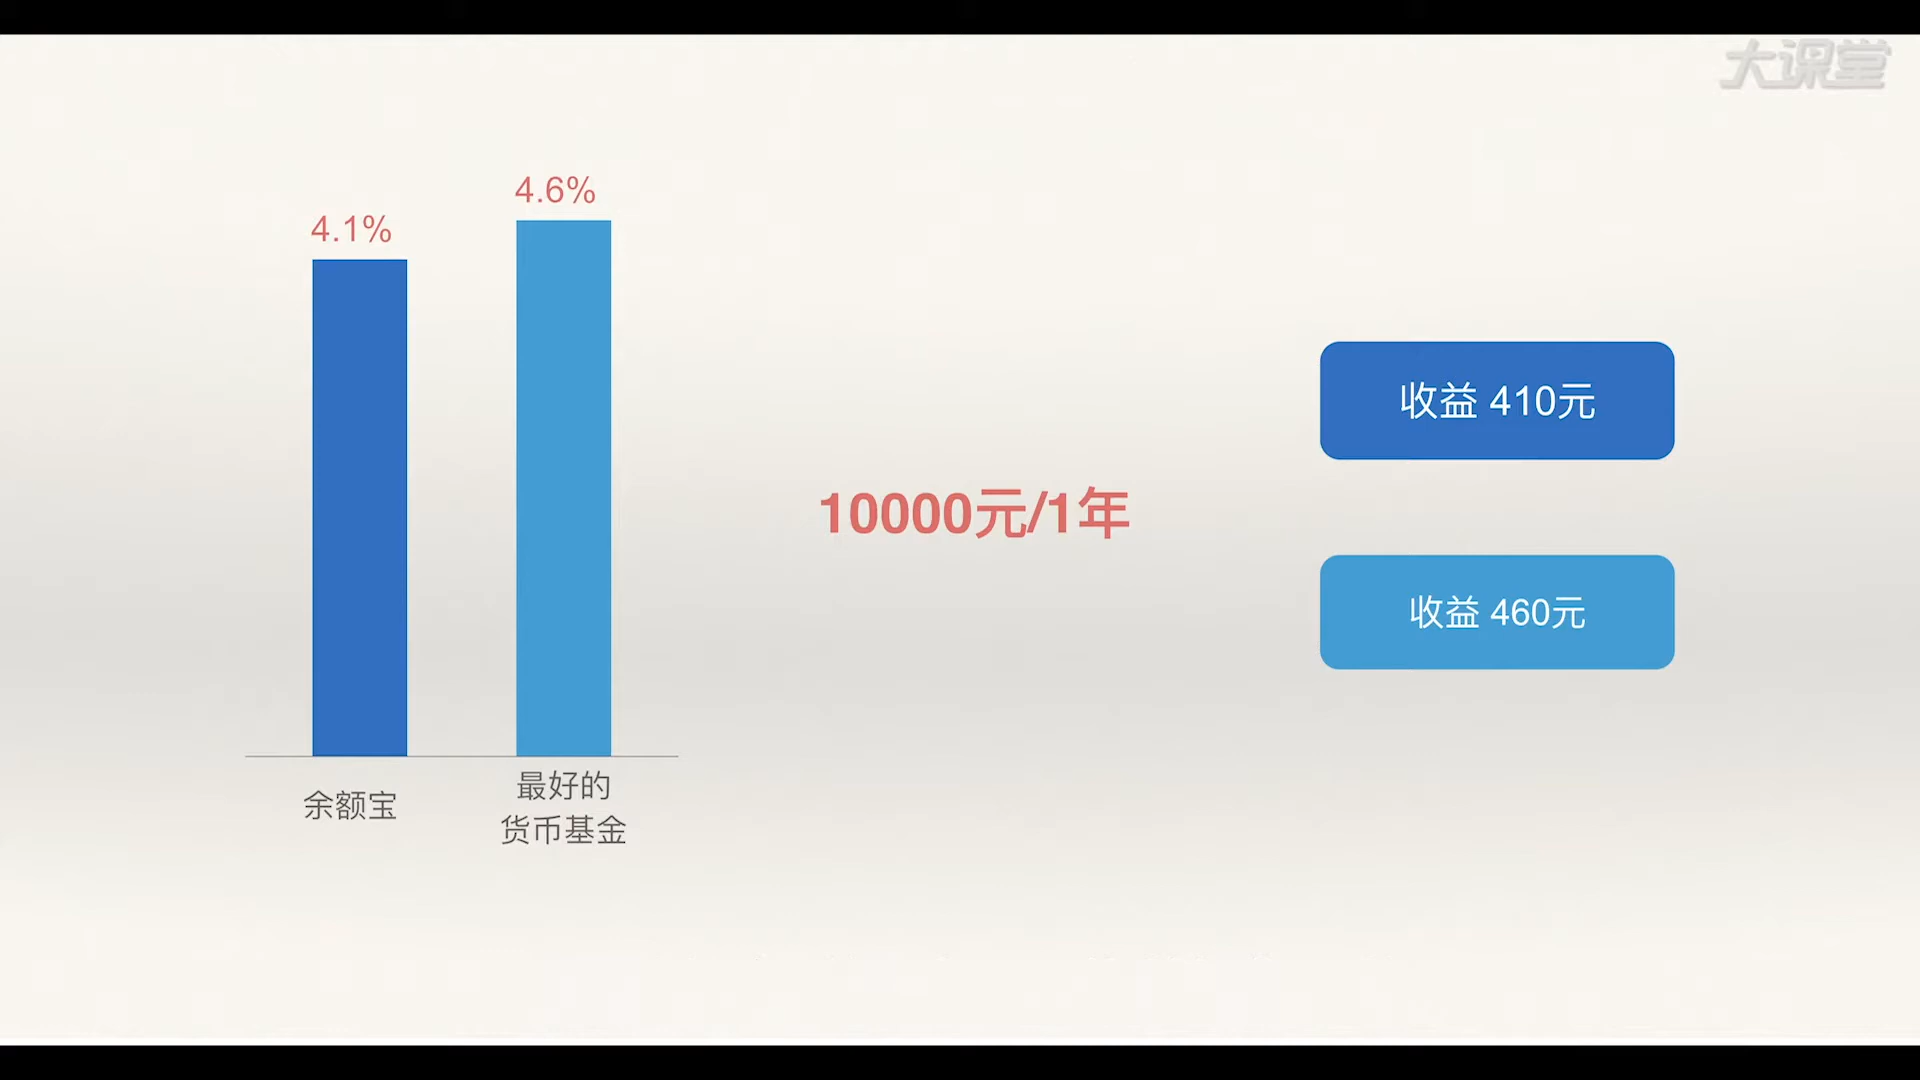 大课堂
4.6%
4.1%
收益 410元
10000元/1年
收益 460元
余额宝
最好的
货币基金